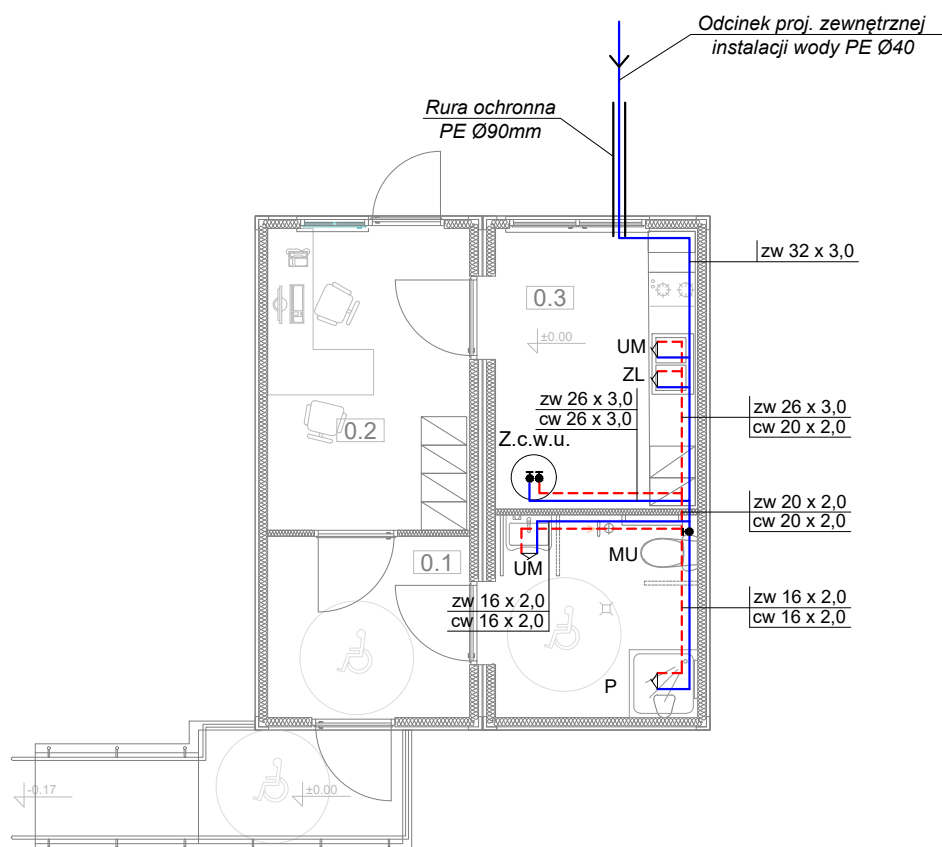 Odcinek proj. zewnętrznej
instalacji wody PE Ø40
Rura ochronna
PE Ø90mm
zw 32 x 3,0
0.3
±0.00
UM
ZL
zw 26 x 3,0
cw 26 x 3,0
zw 26 x 3,0
cw 20 x 2,0
0.2
Z.c.w.u.
zw 20 x 2,0
cw 20 x 2,0
0.1
UM
MU
zw 16 x 2,0
cw 16 x 2,0
zw 16 x 2,0
cw 16 x 2,0
P
-0.17
±0.00